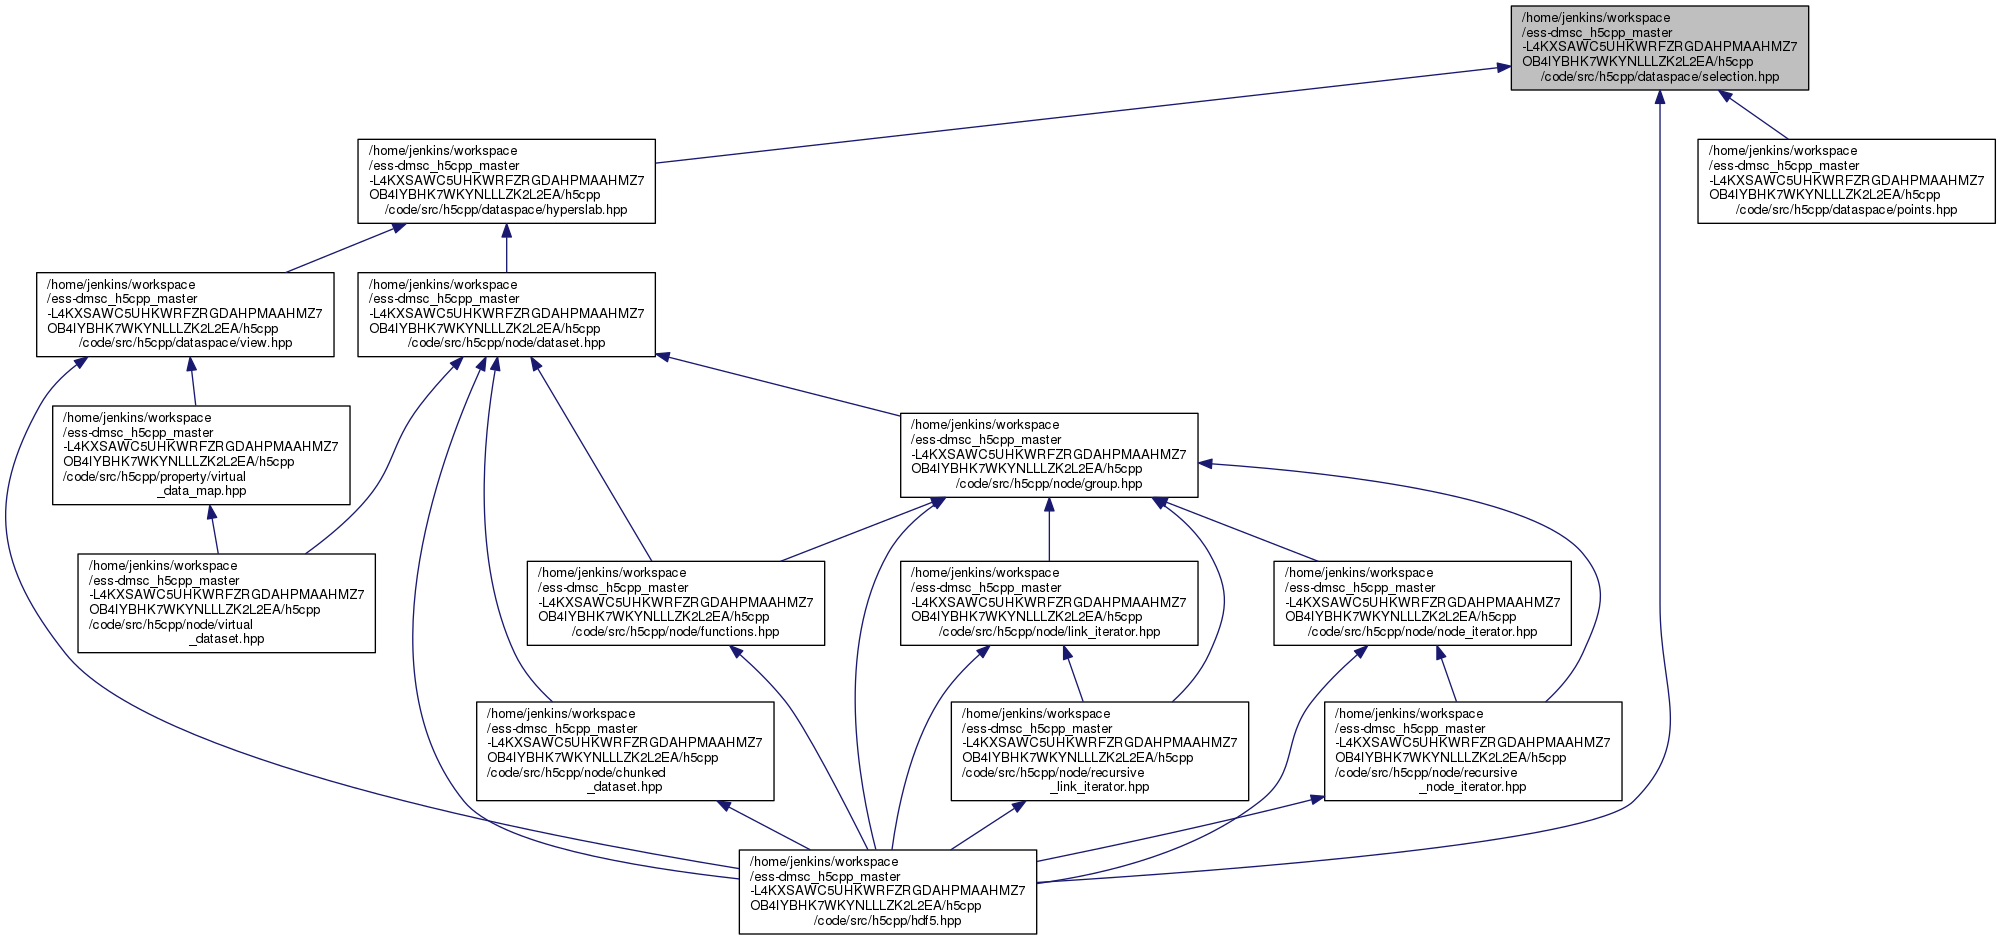 /home/jenkins/workspace
/ess-dmsc_h5cpp_master
-L4KXSAWC5UHKWRFZRGDAHPMAAHMZ7
OB4IYBHK7WKYNLLLZK2L2EA/h5cpp
/code/src/h5cpp/dataspace/selection.hpp
/home/jenkins/workspace
/ess-dmsc_h5cpp_master
-L4KXSAWC5UHKWRFZRGDAHPMAAHMZ7
OB4IYBHK7WKYNLLLZK2L2EA/h5cpp
/code/src/h5cpp/dataspace/hyperslab.hpp
/home/jenkins/workspace
/ess-dmsc_h5cpp_master
-L4KXSAWC5UHKWRFZRGDAHPMAAHMZ7
OB4IYBHK7WKYNLLLZK2L2EA/h5cpp
/code/src/h5cpp/dataspace/points.hpp
/home/jenkins/workspace
/ess-dmsc_h5cpp_master
-L4KXSAWC5UHKWRFZRGDAHPMAAHMZ7
OB4IYBHK7WKYNLLLZK2L2EA/h5cpp
/code/src/h5cpp/dataspace/view.hpp
/home/jenkins/workspace
/ess-dmsc_h5cpp_master
-L4KXSAWC5UHKWRFZRGDAHPMAAHMZ7
OB4IYBHK7WKYNLLLZK2L2EA/h5cpp
/code/src/h5cpp/node/dataset.hpp
/home/jenkins/workspace
/ess-dmsc_h5cpp_master
-L4KXSAWC5UHKWRFZRGDAHPMAAHMZ7
OB4IYBHK7WKYNLLLZK2L2EA/h5cpp
/code/src/h5cpp/property/virtual
_data_map.hpp
/home/jenkins/workspace
/ess-dmsc_h5cpp_master
-L4KXSAWC5UHKWRFZRGDAHPMAAHMZ7
OB4IYBHK7WKYNLLLZK2L2EA/h5cpp
/code/src/h5cpp/node/group.hpp
/home/jenkins/workspace
/ess-dmsc_h5cpp_master
-L4KXSAWC5UHKWRFZRGDAHPMAAHMZ7
OB4IYBHK7WKYNLLLZK2L2EA/h5cpp
/code/src/h5cpp/node/virtual
_dataset.hpp
/home/jenkins/workspace
/ess-dmsc_h5cpp_master
-L4KXSAWC5UHKWRFZRGDAHPMAAHMZ7
OB4IYBHK7WKYNLLLZK2L2EA/h5cpp
/code/src/h5cpp/node/functions.hpp
/home/jenkins/workspace
/ess-dmsc_h5cpp_master
-L4KXSAWC5UHKWRFZRGDAHPMAAHMZ7
OB4IYBHK7WKYNLLLZK2L2EA/h5cpp
/code/src/h5cpp/node/link_iterator.hpp
/home/jenkins/workspace
/ess-dmsc_h5cpp_master
-L4KXSAWC5UHKWRFZRGDAHPMAAHMZ7
OB4IYBHK7WKYNLLLZK2L2EA/h5cpp
/code/src/h5cpp/node/node_iterator.hpp
/home/jenkins/workspace
/ess-dmsc_h5cpp_master
-L4KXSAWC5UHKWRFZRGDAHPMAAHMZ7
OB4IYBHK7WKYNLLLZK2L2EA/h5cpp
/code/src/h5cpp/node/chunked
_dataset.hpp
/home/jenkins/workspace
/ess-dmsc_h5cpp_master
-L4KXSAWC5UHKWRFZRGDAHPMAAHMZ7
OB4IYBHK7WKYNLLLZK2L2EA/h5cpp
/code/src/h5cpp/node/recursive
_link_iterator.hpp
/home/jenkins/workspace
/ess-dmsc_h5cpp_master
-L4KXSAWC5UHKWRFZRGDAHPMAAHMZ7
OB4IYBHK7WKYNLLLZK2L2EA/h5cpp
/code/src/h5cpp/node/recursive
_node_iterator.hpp
/home/jenkins/workspace
/ess-dmsc_h5cpp_master
-L4KXSAWC5UHKWRFZRGDAHPMAAHMZ7
OB4IYBHK7WKYNLLLZK2L2EA/h5cpp
/code/src/h5cpp/hdf5.hpp